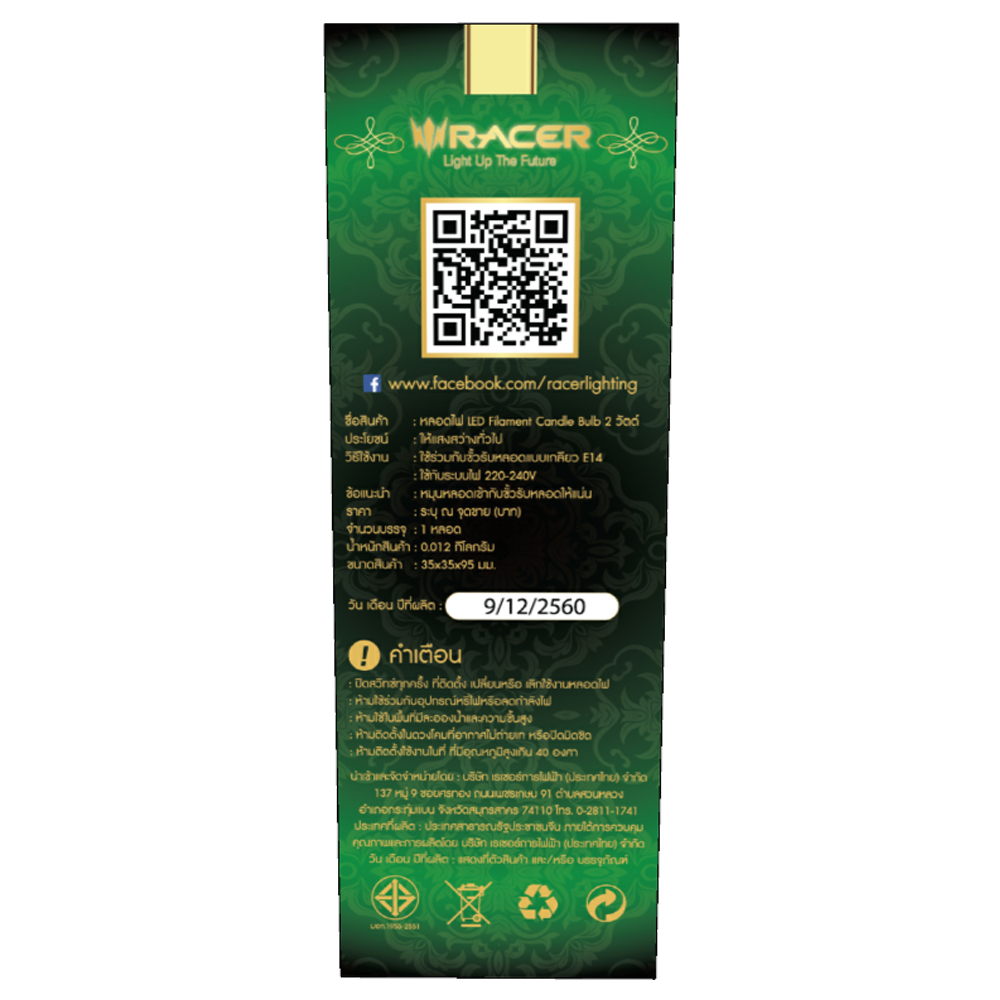 RACER
Light Up The Future
www.facebook.com/racerlighting
ชื่อสินค้า : หลอดไฟ LED Filament Candle Bulb 2 วัตต์
ประโยชน์ : ให้แสงสว่างทั่วไป
วิธีใช้งาน : ใช้ร่วมกับขั้วรับหลอดแบบเกลียว E14
: ใช้กับระบบไฟ 220-240V
ข้อแนะนำ : หมุนหลอดเข้ากับขั้วรับหลอดให้แน่น
ราคา : ระบุ ณ จุดขาย (บาท)
จำนวนบรรจุ : 1 หลอด
น้ำหนักสินค้า : 0.012 กิโลกรัม
ขนาดสินค้า : 35x35x95 มม.
วัน เดือน ปีที่ผลิต : 9/12/2560
! คำเตือน
: ปิดสวิทช์ทุกครั้ง ที่ติดตั้ง เปลี่ยนหรือ เลิกใช้งานหลอดไฟ
: ห้ามใช้ร่วมกับอุปกรณ์หรี่ไฟหรือลดกำลังไฟ
: ห้ามใช้ในพื้นที่มีละอองน้ำและความชื้นสูง
: ห้ามติดตั้งในดวงโคมที่อากาศไม่ถ่ายเท หรือปิดมิดชิด
: ห้ามติดตั้งใช้งานในที่ ที่มีอุณหภูมิสูงเกิน 40 องศา
นำเข้าและจัดจำหน่ายโดย : บริษัท เรเซอร์การไฟฟ้า (ประเทศไทย) จำกัด
137 หมู่ 9 ซอยศรีทอง ถนนเพชรเกษม 91 ตำบลสวนหลวง
อำเภอกระทุ่มแบน จังหวัดสมุทรสาคร 74110 โทร. 0-2811-1741
ประเทศที่ผลิต : ประเทศสาธารณรัฐประชาชนจีน ภายใต้การควบคุม
คุณภาพและการผลิตโดย บริษัท เรเซอร์การไฟฟ้า (ประเทศไทย) จำกัด
วัน เดือน ปีที่ผลิต : แสดงที่ตัวสินค้า และ/หรือ บรรจุภัณฑ์
มอก.1955-2551